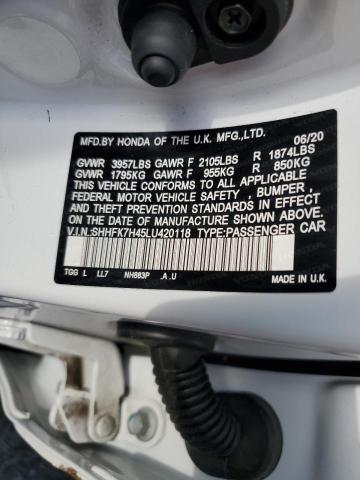 MFD.BY HONDA OF THE U.K. MFG.,LTD. 06/20
GVWR 3957LBS GAWR F 2105LBS R 1874LBS
GVWR 1795KG GAWR F 955KG R 850KG
THIS VEHICLE CONFORMS TO ALL APPLICABLE
FEDERAL MOTOR VEHICLE SAFETY , BUMPER ,
AND THEFT PREVENTION STANDARDS IN EFFECT
ON THE DATE OF MANUFACTURE SHOWN ABOVE.
V.I.N.:SHHFK7H45LU420118 TYPE:PASSENGER CAR
TGG L LL7 NH883P .A.U MADE IN U.K.